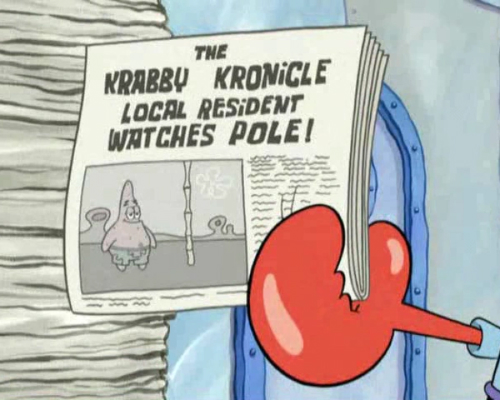 THE
KRABBY KRONICLE
LOCAL RESIDENT
WATCHES POLE!